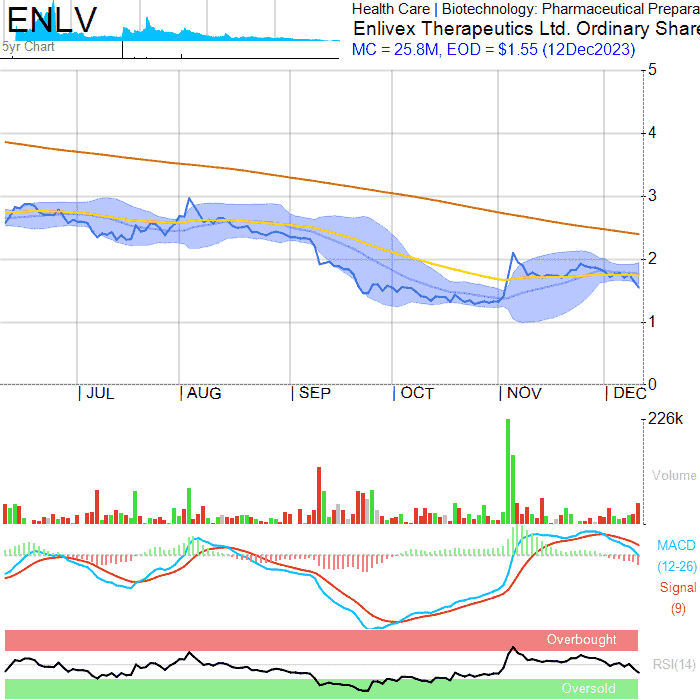 ENLV
5yr Chart
Health Care | Biotechnology: Pharmaceutical Prepara
Enlivex Therapeutics Ltd. Ordinary Share
MC = 25.8M, EOD = $1.55 (12Dec2023)
5
4
3
2
1
0
| JUL | AUG | SEP | OCT | NOV | DEC
226k
Volume
MACD
(12-26)
Signal
(9)
Overbought
RSI(14)
Oversold